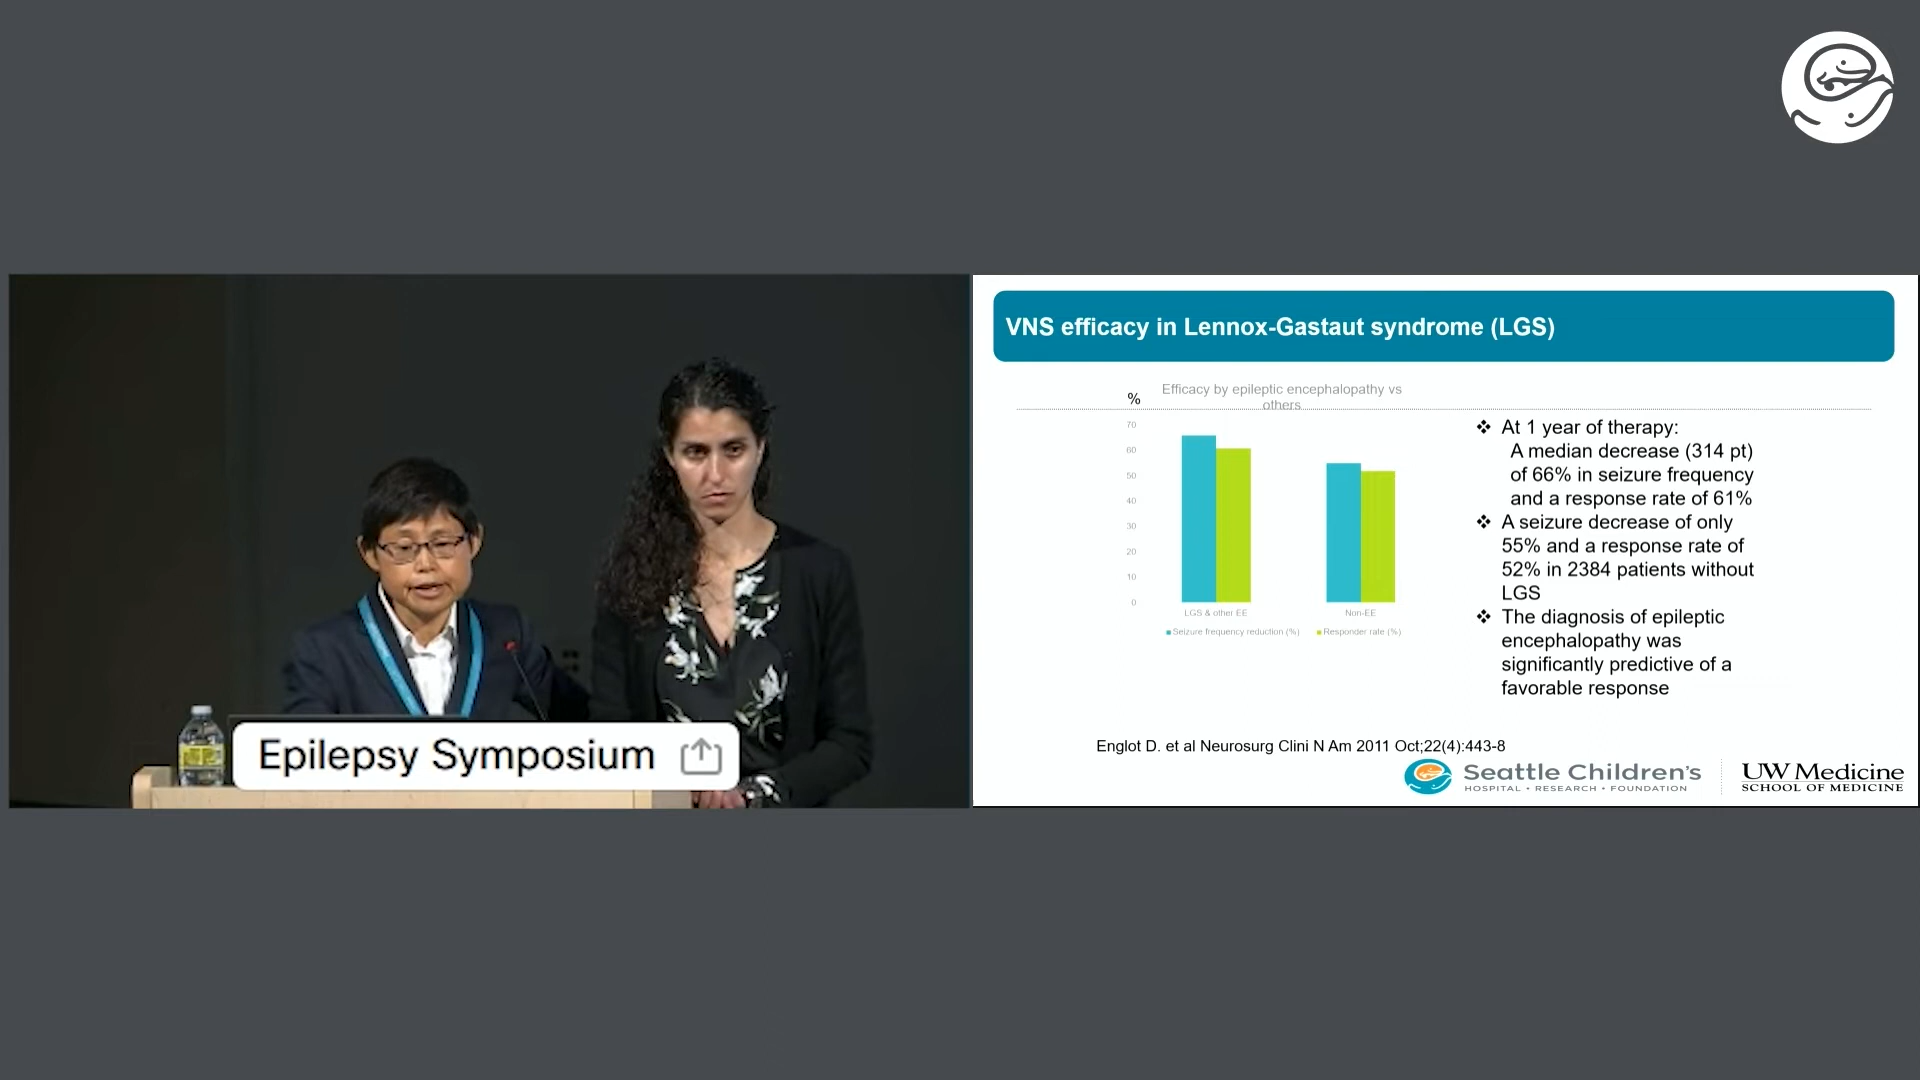 Epilepsy Symposium
VNS efficacy in Lennox-Gastaut syndrome (LGS)
%
Efficacy by epileptic encephalopathy vs
others
70
60
50
40
30
20
10
0
LGS & other EE
Non-EE
Seizure frequency reduction (%)
Responder rate (%)
❖ At 1 year of therapy:
A median decrease (314 pt)
of 66% in seizure frequency
and a response rate of 61%
❖ A seizure decrease of only
55% and a response rate of
52% in 2384 patients without
LGS
❖ The diagnosis of epileptic
encephalopathy was
significantly predictive of a
favorable response
Englot D. et al Neurosurg Clini N Am 2011 Oct;22(4):443-8
Seattle Children's
HOSPITAL • RESEARCH • FOUNDATION
UW Medicine
SCHOOL OF MEDICINE